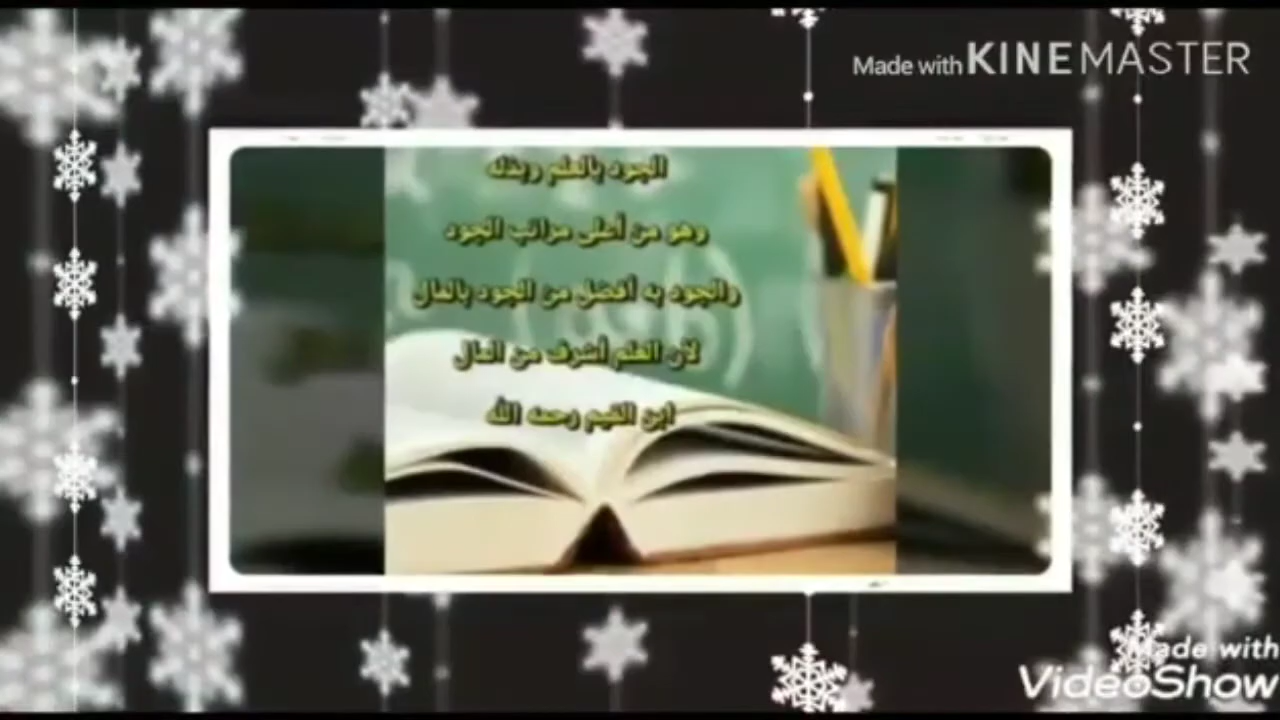 Made with KINEMASTER
الجود بالعلم وبذله
وهو من أعلى مراتب الجود
والجود به أفضل من الجود بالمال
لأن العلم أشرف من المال
ابن القيم رحمه الله
Made with
VideoShow